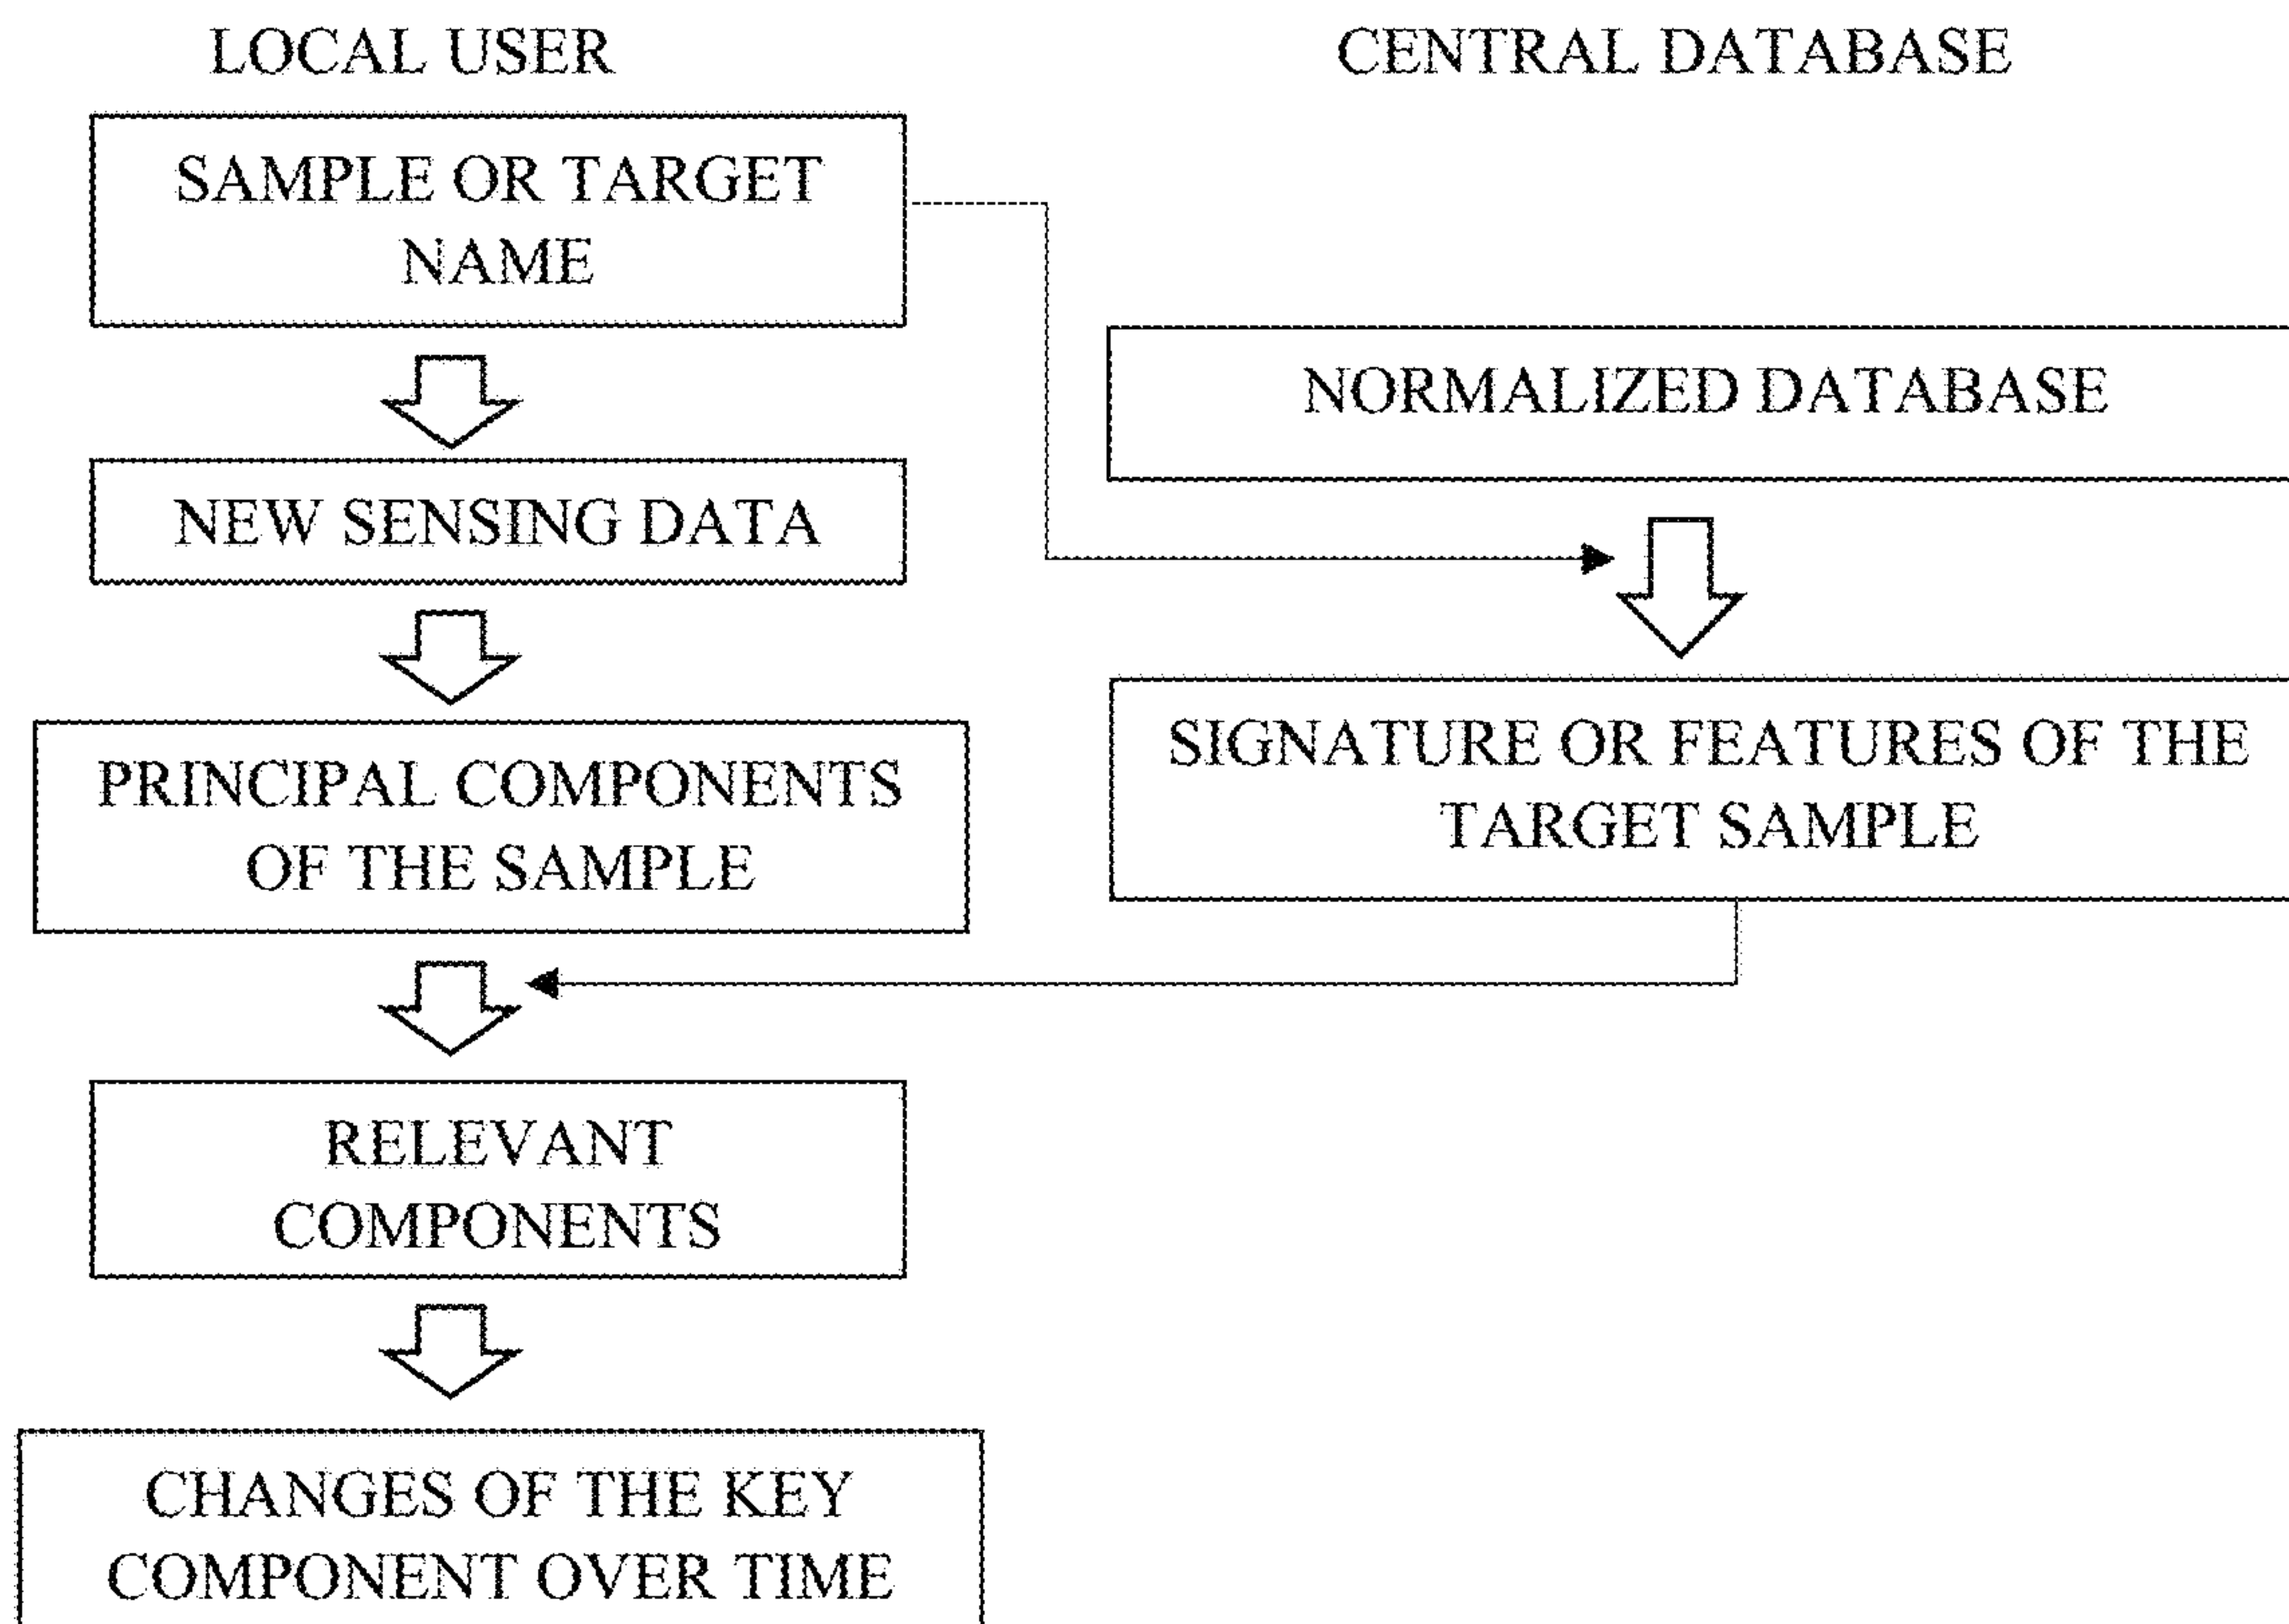 LOCAL USER
CENTRAL DATABASE
SAMPLE OR TARGET
NAME
NORMALIZED DATABASE
NEW SENSING DATA
SIGNATURE OR FEATURES OF THE
TARGET SAMPLE
PRINCIPAL COMPONENTS
OF THE SAMPLE
RELEVANT
COMPONENTS
CHANGES OF THE KEY
COMPONENT OVER TIME